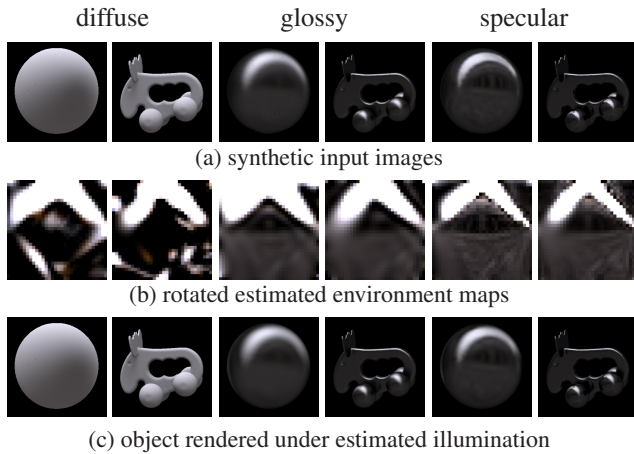 diffuse glossy specular
(a) synthetic input images
(b) rotated estimated environment maps
(c) object rendered under estimated illumination